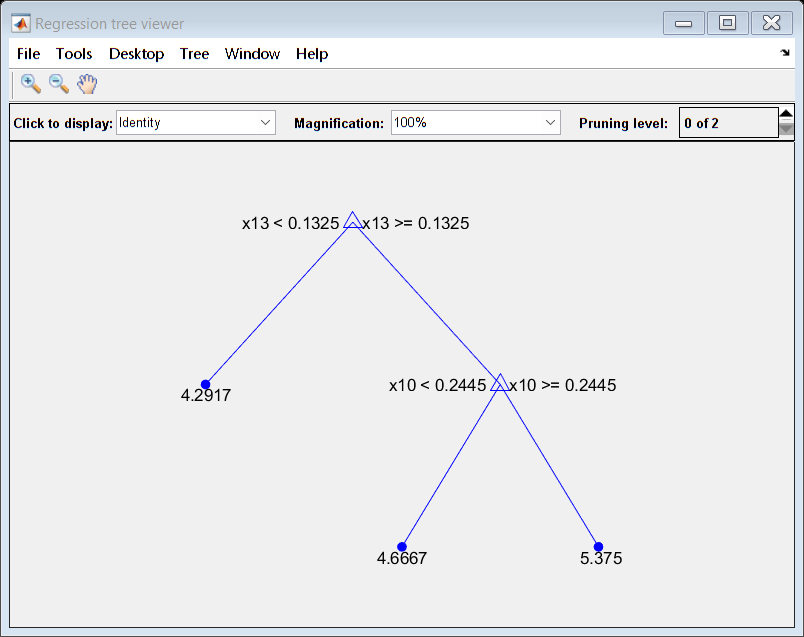 Regression tree viewer
File Tools Desktop Tree Window Help
Click to display: Identity Magnification: 100% Pruning level: 0 of 2
x13 < 0.1325 x13 >= 0.1325
4.2917
x10 < 0.2445 x10 >= 0.2445
4.6667 5.375